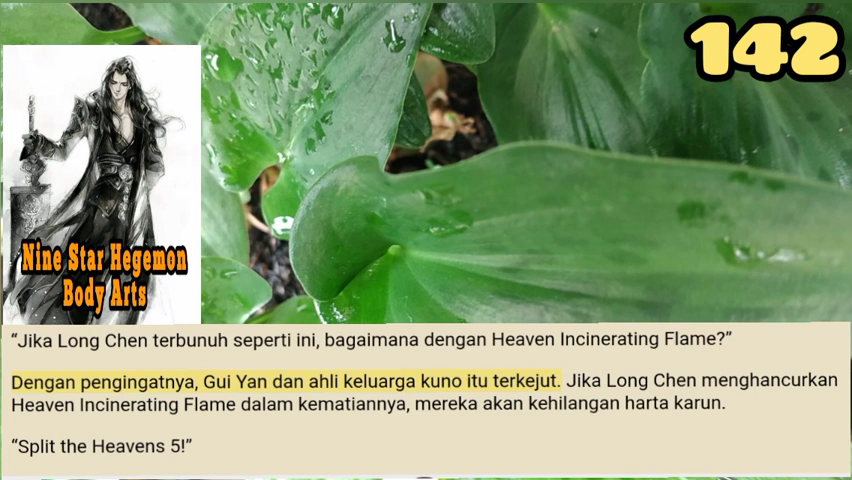 142
Nine Star Hegemon
Body Arts
“Jika Long Chen terbunuh seperti ini, bagaimana dengan Heaven Incinerating Flame?”
Dengan pengingatnya, Gui Yan dan ahli keluarga kuno itu terkejut. Jika Long Chen menghancurkan
Heaven Incinerating Flame dalam kematiannya, mereka akan kehilangan harta karun.
“Split the Heavens 5!”